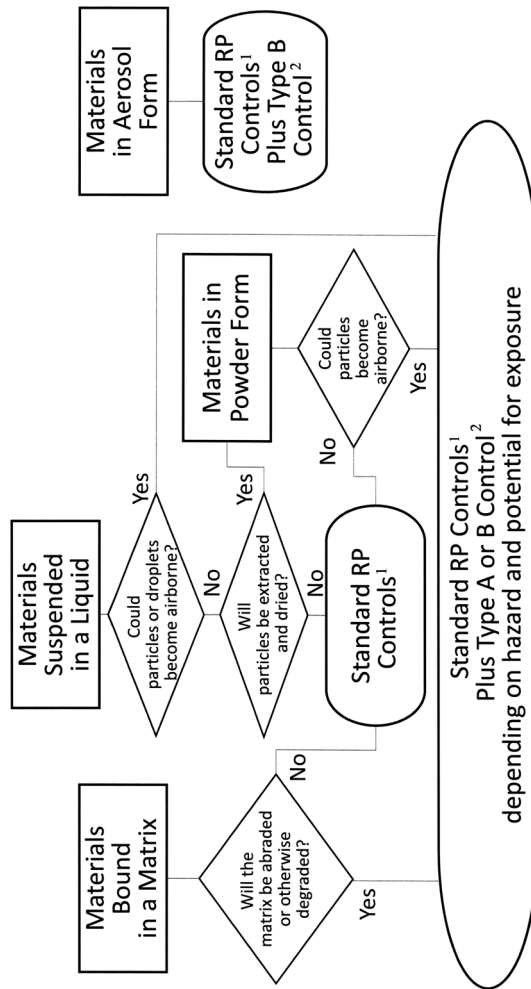 Materials
Bound
in a Matrix
Will the
matrix be abraded
or otherwise
degraded?
No
Yes
Materials
Suspended
in a Liquid
Could
particles or droplets
become airborne?
Yes
No
Will
particles be extracted
and dried?
Yes
No
Standard RP
Controls¹
Materials in
Powder Form
Could
particles
become
airborne?
No
Yes
Materials
in Aerosol
Form
Standard RP
Controls¹
Plus Type B
Control²
Standard RP Controls¹
Plus Type A or B Control²
depending on hazard and potential for exposure